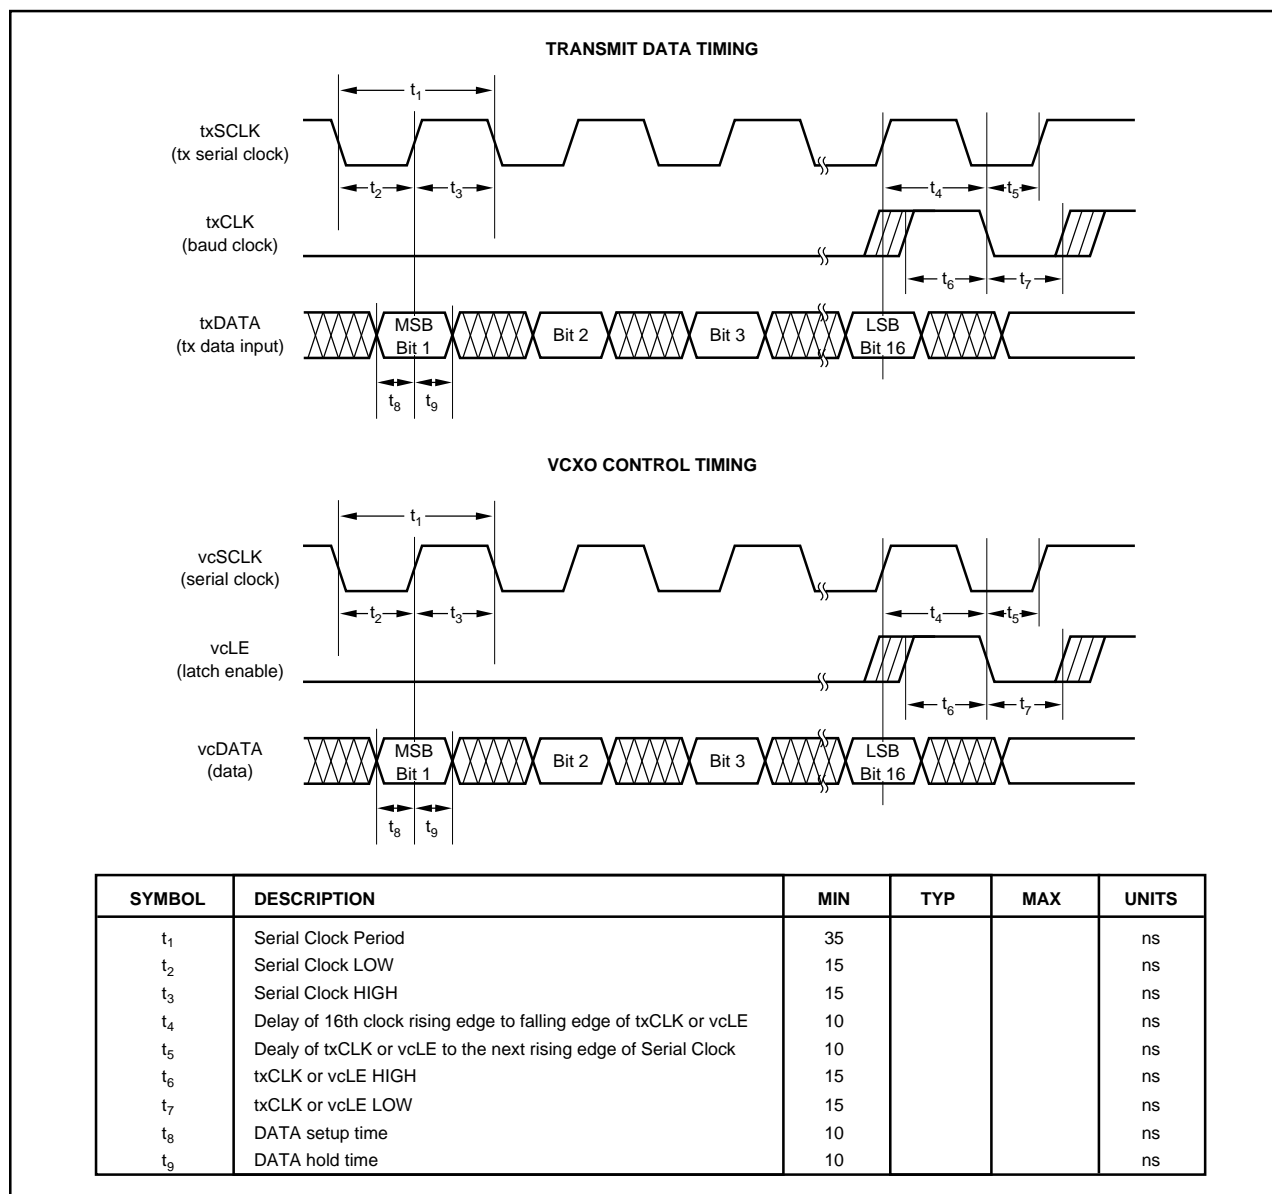 TRANSMIT DATA TIMING
t1
txSCLK
(tx serial clock)
t2
t3
t4
t5
txCLK
(baud clock)
t6
t7
txDATA
(tx data input)
MSB
Bit 1
Bit 2
Bit 3
LSB
Bit 16
t8
t9
VCXO CONTROL TIMING
t1
vcSCLK
(serial clock)
t2
t3
t4
t5
vcLE
(latch enable)
t6
t7
vcDATA
(data)
MSB
Bit 1
Bit 2
Bit 3
LSB
Bit 16
t8
t9
SYMBOL DESCRIPTION MIN TYP MAX UNITS
t1 Serial Clock Period 35 ns
t2 Serial Clock LOW 15 ns
t3 Serial Clock HIGH 15 ns
t4 Delay of 16th clock rising edge to falling edge of txCLK or vcLE 10 ns
t5 Dealy of txCLK or vcLE to the next rising edge of Serial Clock 10 ns
t6 txCLK or vcLE HIGH 15 ns
t7 txCLK or vcLE LOW 15 ns
t8 DATA setup time 10 ns
t9 DATA hold time 10 ns